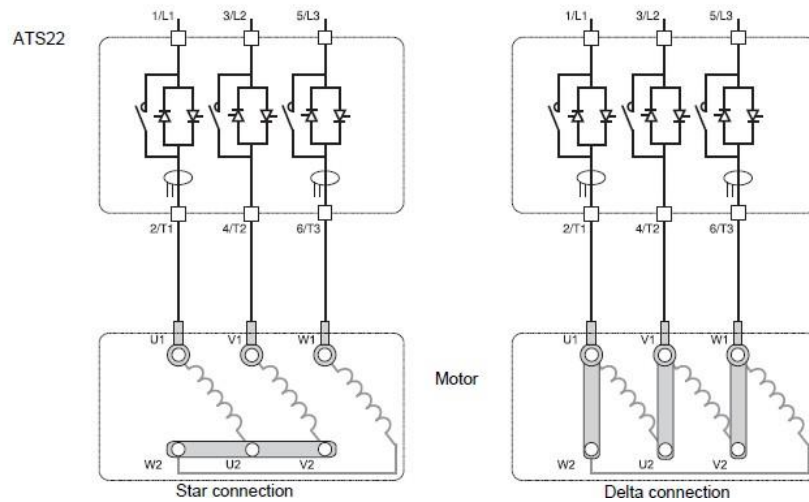 1/L1 3/L2 5/L3 1/L1 3/L2 5/L3
ATS22
2/T1 4/T2 6/T3 2/T1 4/T2 6/T3
U1 V1 W1 U1 V1 W1
Motor
W2 U2 V2 W2 U2 V2
Star connection Delta connection